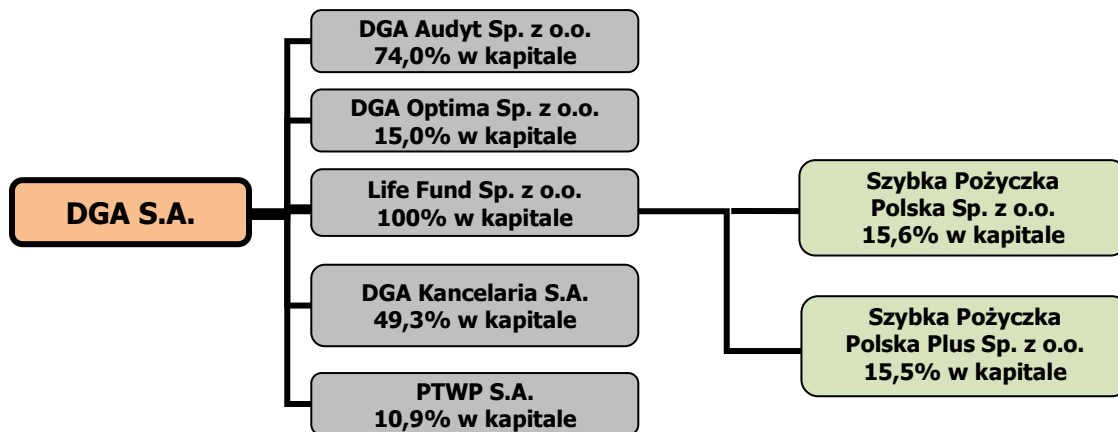 DGA S.A.
DGA Audyt Sp. z o.o.
74,0% w kapitale
DGA Optima Sp. z o.o.
15,0% w kapitale
Life Fund Sp. z o.o.
100% w kapitale
DGA Kancelaria S.A.
49,3% w kapitale
PTWP S.A.
10,9% w kapitale
Szybka Pożyczka
Polska Sp. z o.o.
15,6% w kapitale
Szybka Pożyczka
Polska Plus Sp. z o.o.
15,5% w kapitale